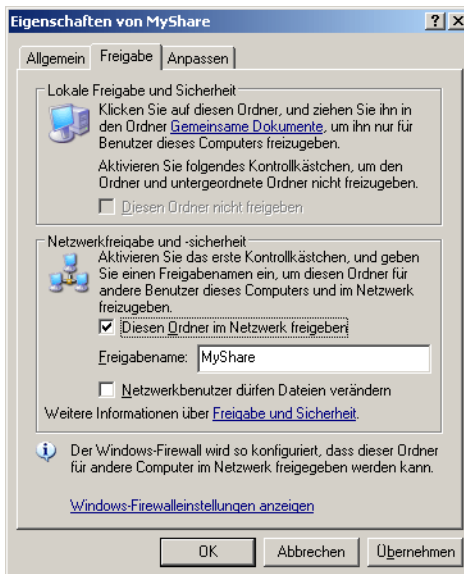 Eigenschaften von MyShare
Allgemein Freigabe Anpassen
Lokale Freigabe und Sicherheit
Klicken Sie auf diesen Ordner, und ziehen Sie ihn in
den Ordner Gemeinsame Dokumente, um ihn nur für
Benutzer dieses Computers freizugeben.
Aktivieren Sie folgendes Kontrollkästchen, um den
Ordner und untergeordnete Ordner nicht freizugeben.
Diesen Ordner nicht freigeben
Netzwerkfreigabe und -sicherheit
Aktivieren Sie das erste Kontrollkästchen, und geben
Sie einen Freigabenamen ein, um diesen Ordner für
andere Benutzer dieses Computers und im Netzwerk
freizugeben.
Diesen Ordner im Netzwerk freigeben
Freigabename: MyShare
Netzwerkbenutzer dürfen Dateien verändern
Weitere Informationen über Freigabe und Sicherheit.
Der Windows-Firewall wird so konfiguriert, dass dieser Ordner
für andere Computer im Netzwerk freigegeben werden kann.
Windows-Firewalleinstellungen anzeigen
OK Abbrechen Übernehmen